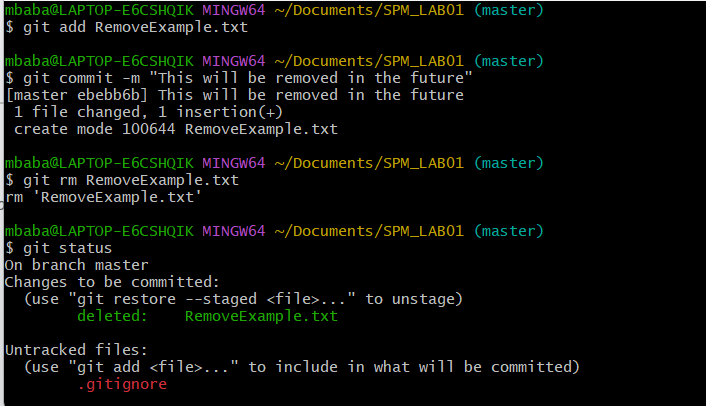 mbaba@LAPTOP-E6CSHQIK MINGW64 ~/Documents/SPM_LAB01 (master)
$ git add RemoveExample.txt

mbaba@LAPTOP-E6CSHQIK MINGW64 ~/Documents/SPM_LAB01 (master)
$ git commit -m "This will be removed in the future"
[master ebebb6b] This will be removed in the future
 1 file changed, 1 insertion(+)
 create mode 100644 RemoveExample.txt

mbaba@LAPTOP-E6CSHQIK MINGW64 ~/Documents/SPM_LAB01 (master)
$ git rm RemoveExample.txt
rm 'RemoveExample.txt'

mbaba@LAPTOP-E6CSHQIK MINGW64 ~/Documents/SPM_LAB01 (master)
$ git status
On branch master
Changes to be committed:
  (use "git restore --staged <file>..." to unstage)
        deleted:    RemoveExample.txt

Untracked files:
  (use "git add <file>..." to include in what will be committed)
        .gitignore